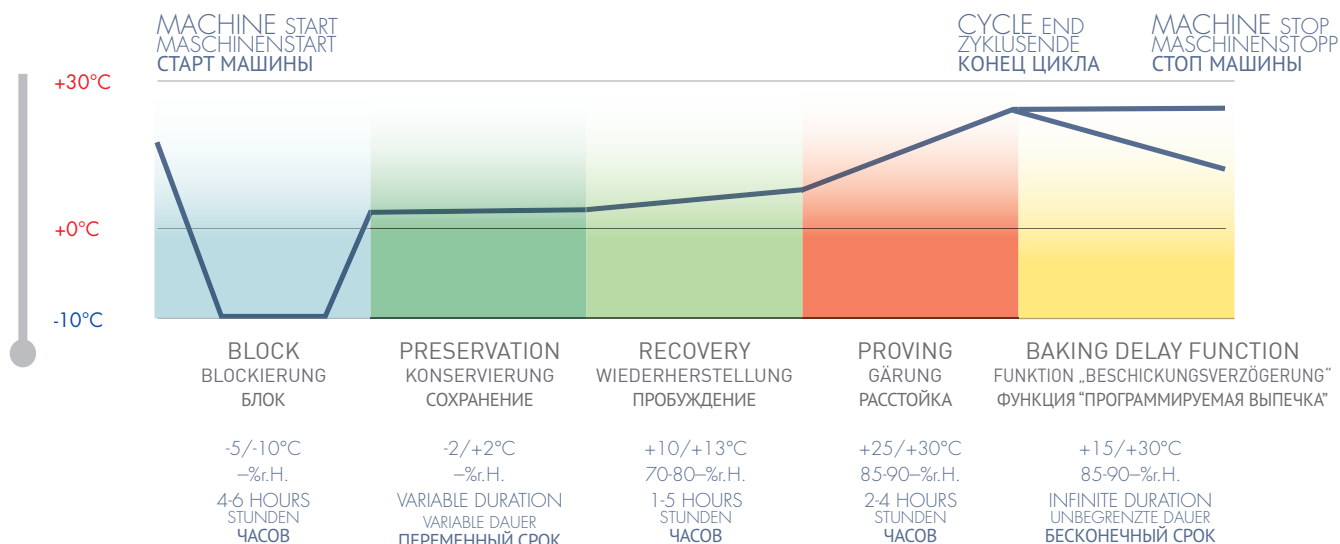 MACHINE START
MASCHINENSTART
СТАРТ МАШИНЫ
CYCLE END
ZYKLUSENDE
КОНЕЦ ЦИКЛА
MACHINE STOP
MASCHINENSTOPP
СТОП МАШИНЫ
+30°C
+0°C
-10°C
BLOCK
BLOCKIERUNG
БЛОК
-5/-10°C
–%r.H.
4-6 HOURS
STUNDEN
ЧАСОВ
PRESERVATION
KONSERVIERUNG
СОХРАНЕНИЕ
-2/+2°C
–%r.H.
VARIABLE DURATION
VARIABLE DAUER
ПЕРЕМЕННЫЙ СРОК
RECOVERY
WIEDERHERSTELLUNG
ПРОБУЖДЕНИЕ
+10/+13°C
70-80–%r.H.
1-5 HOURS
STUNDEN
ЧАСОВ
PROVING
GÄRUNG
РАССТОЙКА
+25/+30°C
85-90–%r.H.
2-4 HOURS
STUNDEN
ЧАСОВ
BAKING DELAY FUNCTION
FUNKTION „BESCHICKUNGSVERZÖGERUNG“
ФУНКЦИЯ “ПРОГРАММИРУЕМАЯ ВЫПЕЧКА”
+15/+30°C
85-90–%r.H.
INFINITE DURATION
UNBEGRENZTE DAUER
БЕСКОНЕЧНЫЙ СРОК